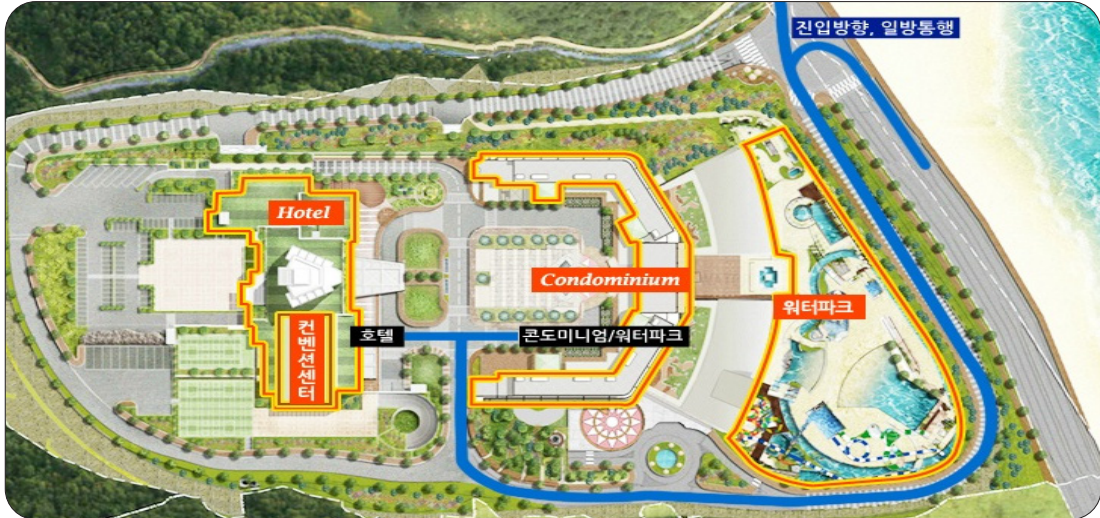 진입방향, 일방통행
Hotel
Condominium
워터파크
컨벤션센터
호텔
콘도미니엄/워터파크